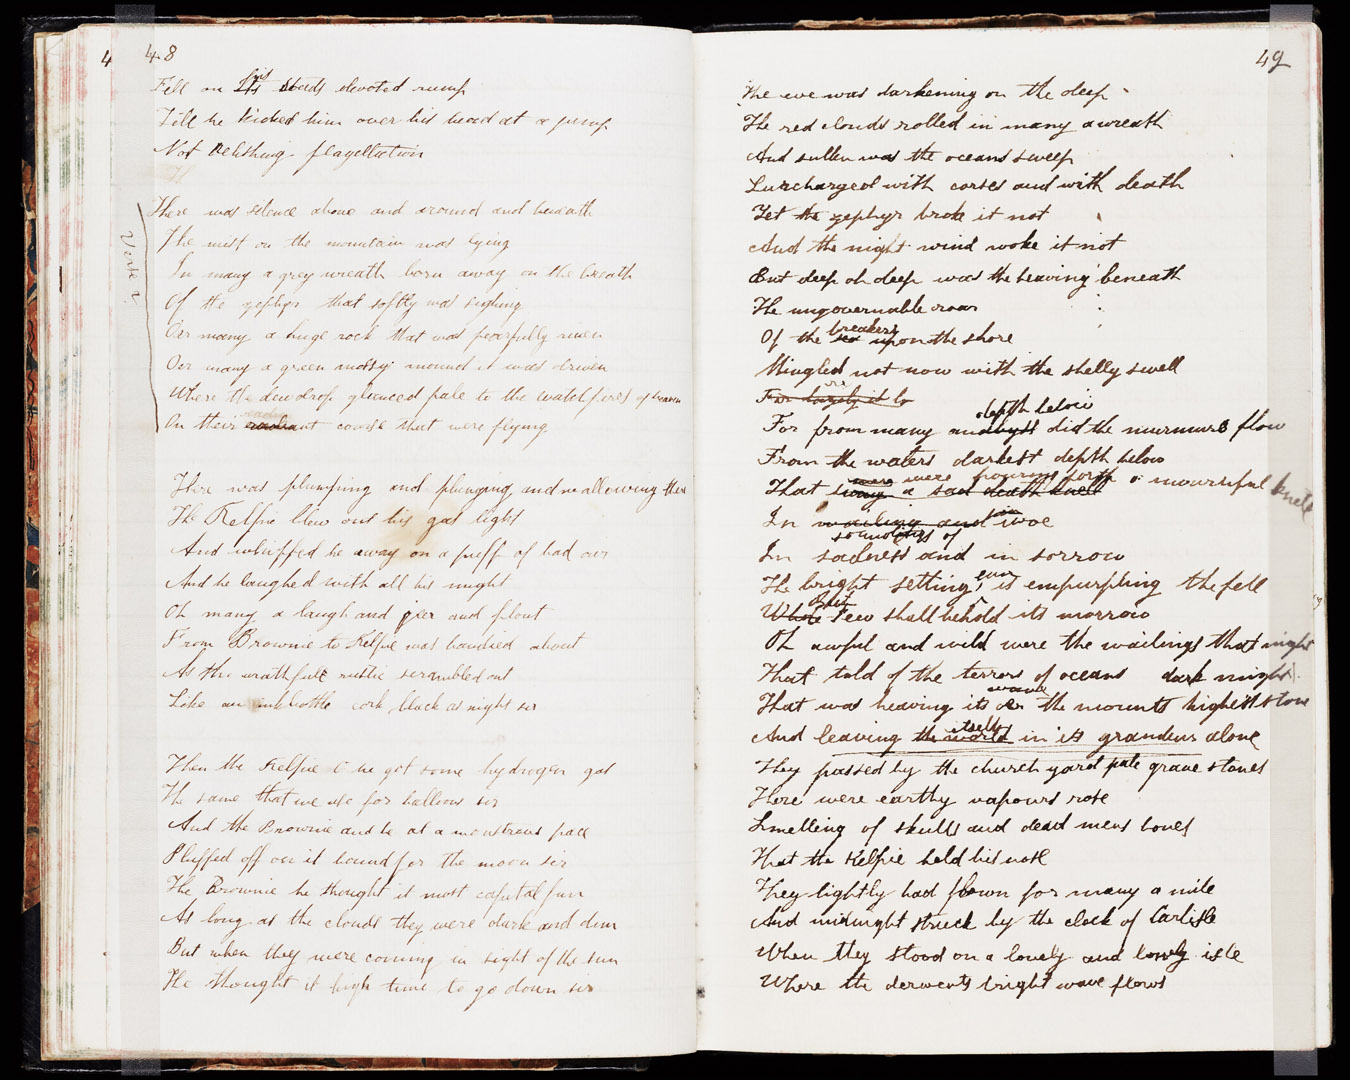 48
Fell on his steeds devoted rump
Till he kicked him over his head at a pump
Not relishing flagellation
Verse
There was silence above and around and beneath
The mist on the mountain was lying
In many a grey wreath born away on the breath
Of the zephyr that softly was sighing
Oer many a huge rock that was fearfully riven
Oer many a green mossy mound it was driven
Where the dewdrop glanced pale to the watchfires of heaven
On their radiant course that were flying
There was plumping and plunging and no allowing
The Kelpie blew out his gas light
And whipped he away on a puff of bad air
And he laughed with all his might
Oh many a laugh and jeer and flout
From Brownie to Kelpie was bandied about
As the wrathfull rustic scrambled out
Like an ink bottle cork black as night sir
Then the Kelpie he got some hydrogen gas
The same that we use for balloons sir
And the Brownie and he at a monstrous pace
Pluffed off on it bound for the moon sir
The Brownie he thought it most capital fun
As long as the clouds they were dark and dim
But when they were coming in sight of the sun
He thought it high time to go down sir
49
The eve was darkening on the deep
The red clouds rolled in many a wreath
And sullen was the oceans sweep
Surcharged with corses and with death
Yet the zephyr broke it not
And the night wind woke it not
But deep oh deep was the heaving beneath
The ungovernable roar
Of the sea breakers upon the shore
Mingled not now with the shelly swell
For
For from many an abyss depth below did the murmurs flow
From the waters darkest depth below
That were pouring forth a sad death knell a mournful knell
In wailing and in woe
soundings of
In sadness and in sorrow
The bright setting sun is empurpling the fell
Whole But Few shall behold its morrow
Oh awful and wild were the wailings that night
That told of the terrors of oceans dark might
That was heaving its wave oer the mounts highest stone
And leaving the world itself in its grandeur alone
They passed by the church yard pale grave stones
There were earthy vapours rose
Smelling of skulls and dead mens bones
That the Kelpie held his nose
They lightly had flown for many a mile
And midnight struck by the clock of Carlisle
When they stood on a lonely and lovely isle
Where the derwents bright wave flows